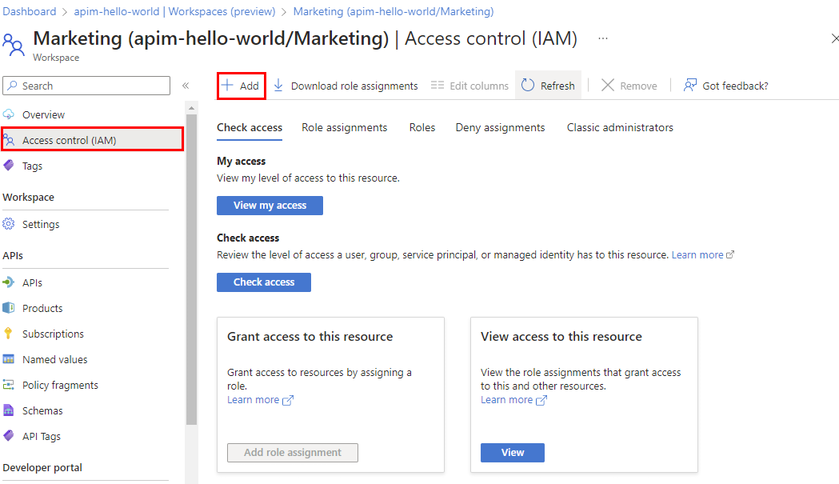 Dashboard > apim-hello-world | Workspaces (preview) > Marketing (apim-hello-world/Marketing)
Marketing (apim-hello-world/Marketing) | Access control (IAM) ...
Workspace
Search
Overview
Access control (IAM)
Tags
Workspace
Settings
APIs
APIs
Products
Subscriptions
Named values
Policy fragments
Schemas
API Tags
Developer portal
Add Download role assignments Edit columns Refresh Remove Got feedback?
Check access Role assignments Roles Deny assignments Classic administrators
My access
View my level of access to this resource.
View my access
Check access
Review the level of access a user, group, service principal, or managed identity has to this resource. Learn more
Check access
Grant access to this resource
Grant access to resources by assigning a
role.
Learn more
Add role assignment
View access to this resource
View the role assignments that grant access
to this and other resources.
Learn more
View